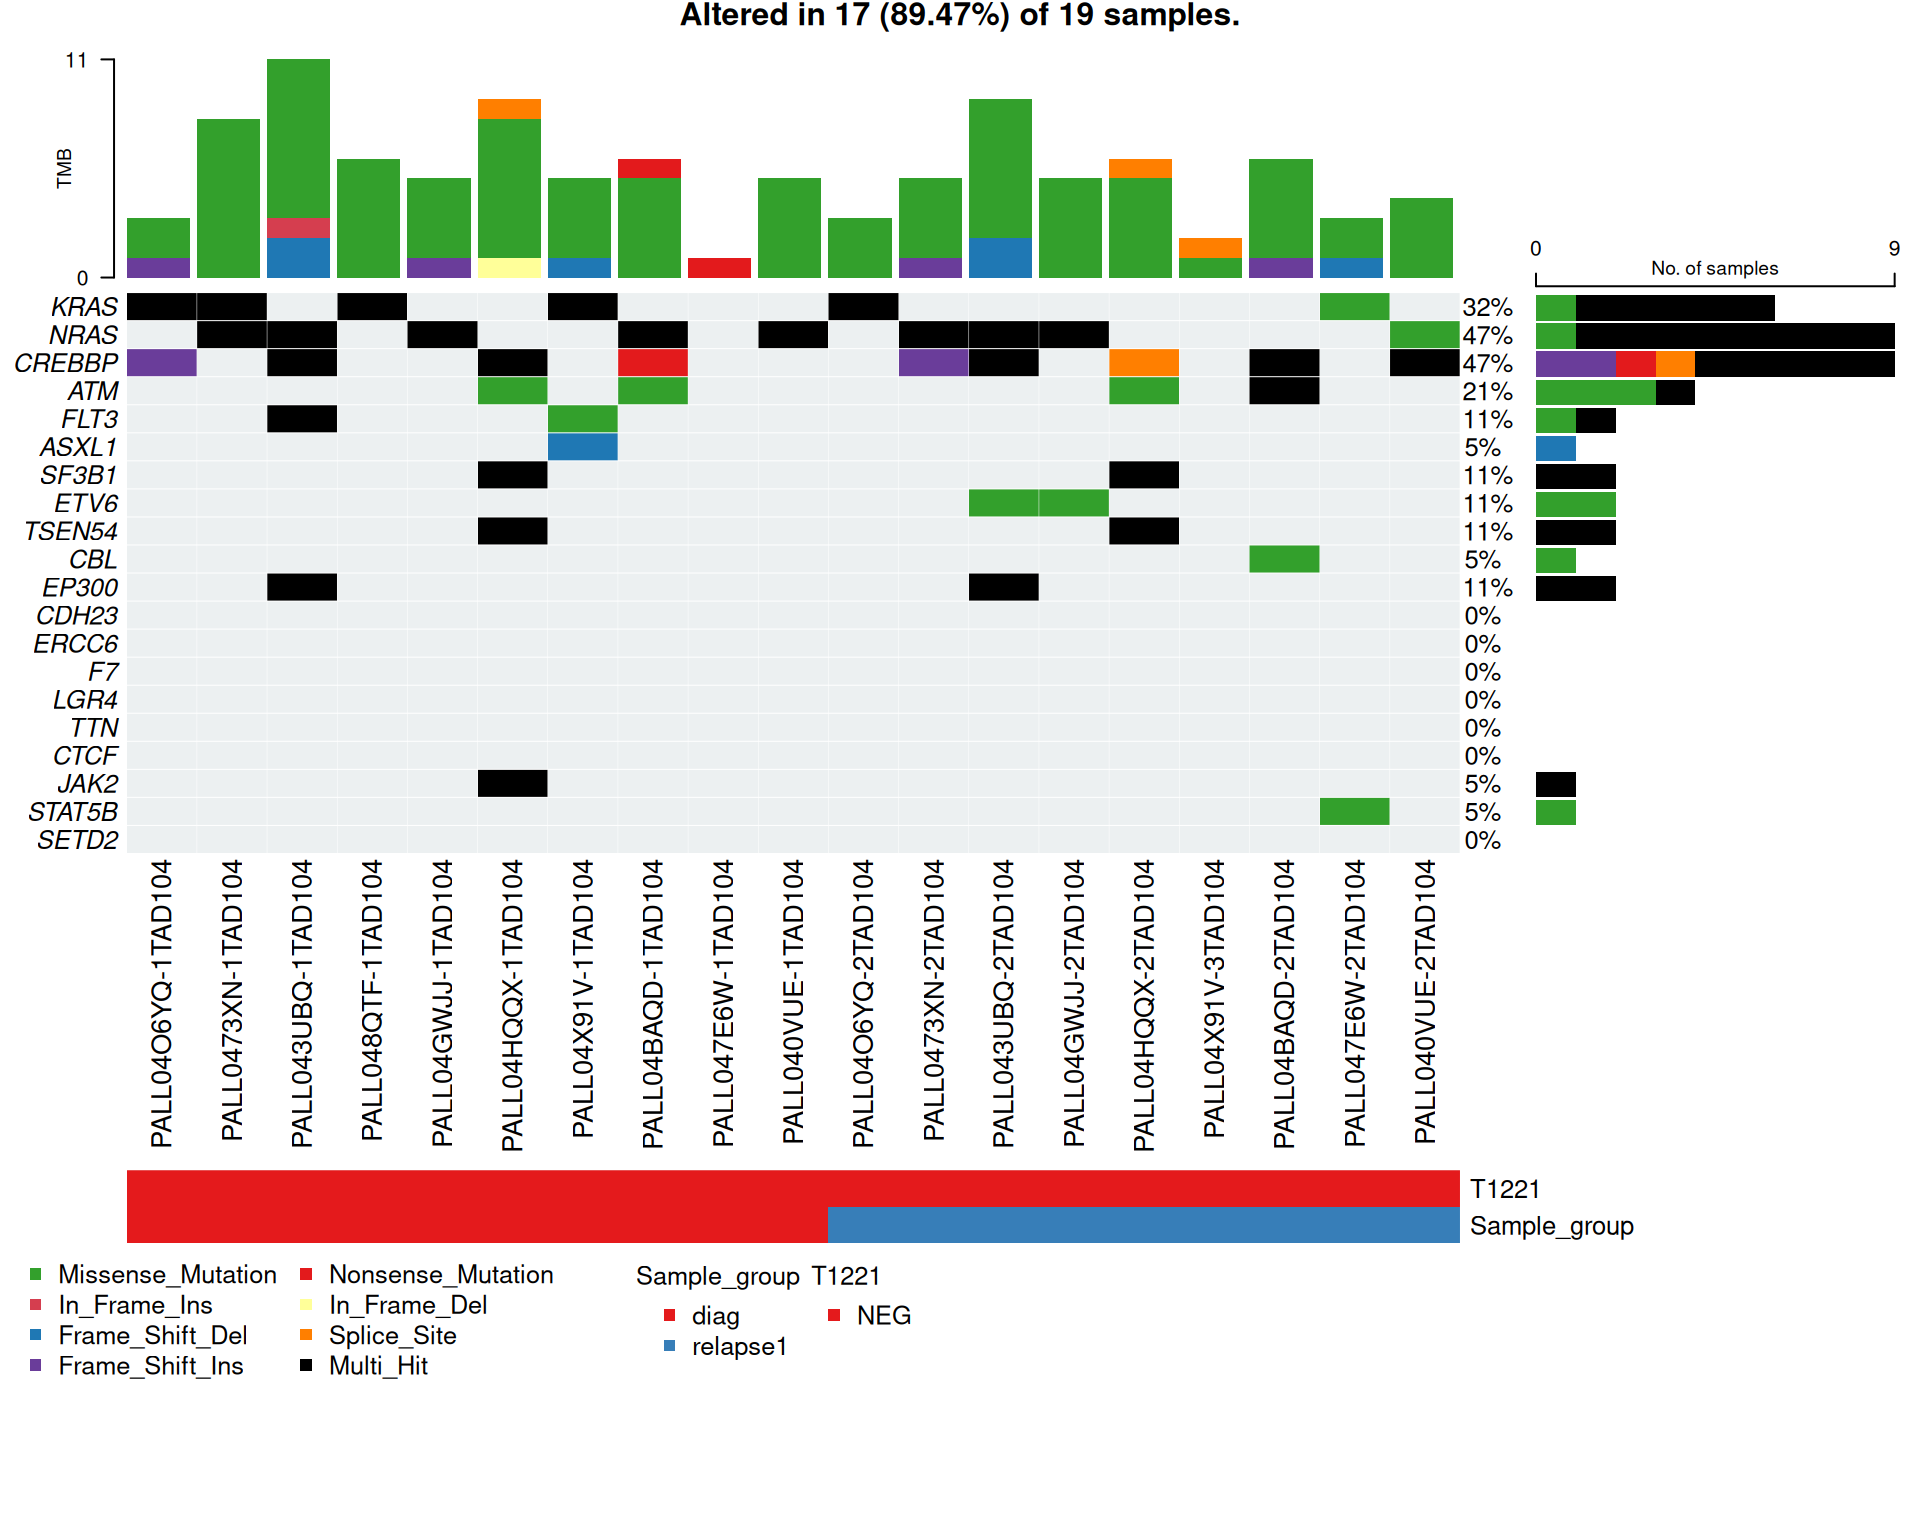 Altered in 17 (89.47%) of 19 samples.
11
TMB
0
0
9
No. of samples
KRAS 32%
NRAS 47%
CREBBP 47%
ATM 21%
FLT3 11%
ASXL1 5%
SF3B1 11%
ETV6 11%
TSEN54 11%
CBL 5%
EP300 11%
CDH23 0%
ERCC6 0%
F7 0%
LGR4 0%
TTN 0%
CTCF 0%
JAK2 5%
STAT5B 5%
SETD2 0%
PALL04O6YQ-1TAD104
PALL0473XN-1TAD104
PALL043UBQ-1TAD104
PALL048QTF-1TAD104
PALL04GWJJ-1TAD104
PALL04HQQX-1TAD104
PALL04X91V-1TAD104
PALL04BAQD-1TAD104
PALL047E6W-1TAD104
PALL040VUE-1TAD104
PALL04O6YQ-2TAD104
PALL0473XN-2TAD104
PALL043UBQ-2TAD104
PALL04GWJJ-2TAD104
PALL04HQQX-2TAD104
PALL04X91V-3TAD104
PALL04BAQD-2TAD104
PALL047E6W-2TAD104
PALL040VUE-2TAD104
T1221
Sample_group
Missense_Mutation
In_Frame_Ins
Frame_Shift_Del
Frame_Shift_Ins
Nonsense_Mutation
In_Frame_Del
Splice_Site
Multi_Hit
Sample_group
diag
relapse1
T1221
NEG